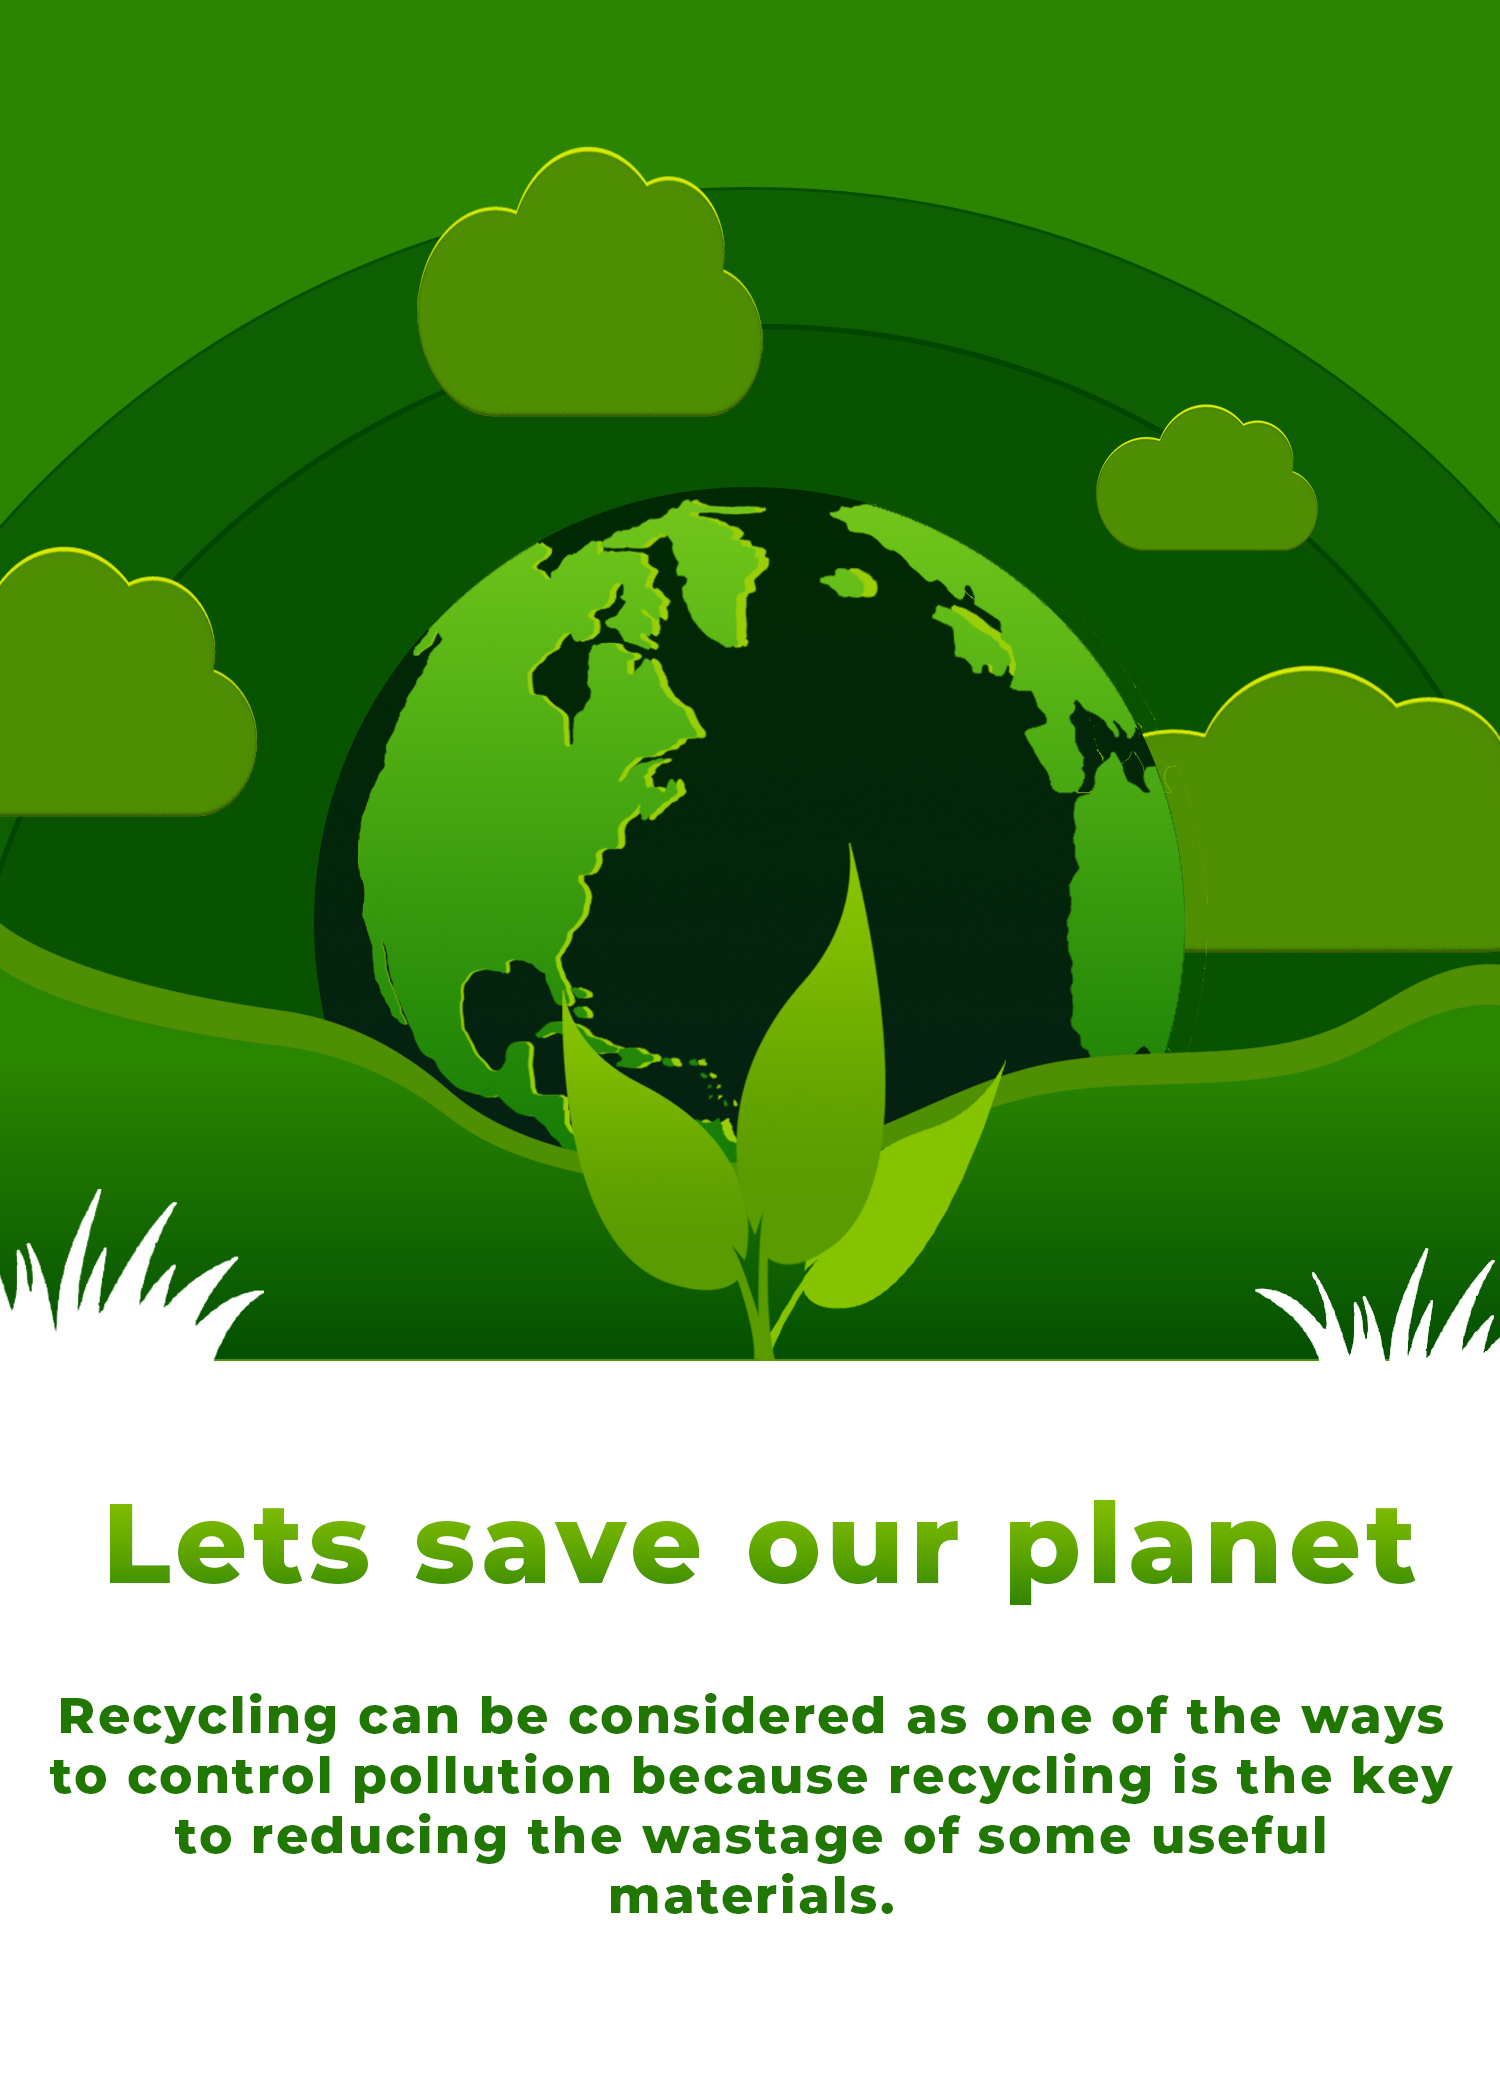 Lets save our planet
Recycling can be considered as one of the ways
to control pollution because recycling is the key
to reducing the wastage of some useful
materials.